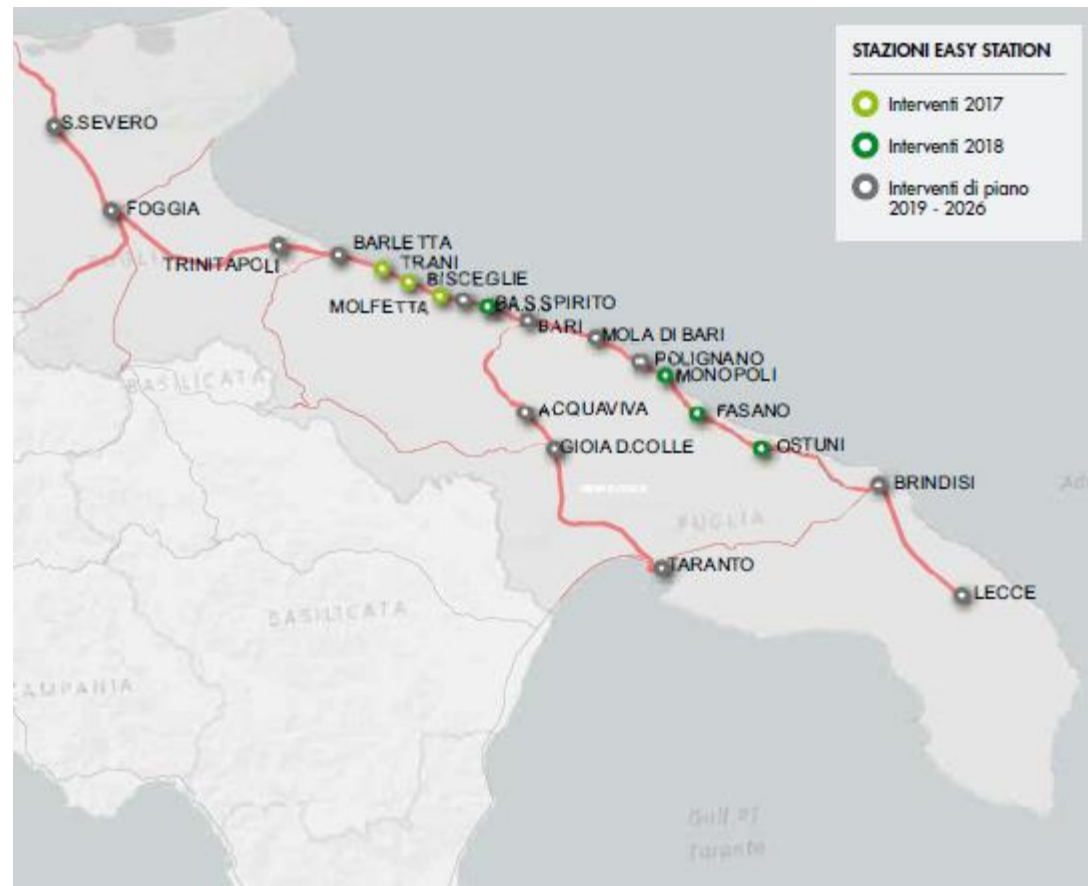 STAZIONI EASY STATION
Interventi 2017
Interventi 2018
Interventi di piano
2019 - 2026
S.SEVERO
FOGGIA
TRINITAPOLI
BARLETTA
TRANI
BISCEGLIE
MOLFETTA
BA.S.SPIRITO
BARI
MOLA DI BARI
POLIGNANO
MONOPOLI
ACQUAVIVA
FASANO
GIOIA D.COLLE
OSTUNI
BRINDISI
TARANTO
LECCE
BASILICATA
PUGLIA
BASILICATA
CAMPANIA
Gulf of
Taranto